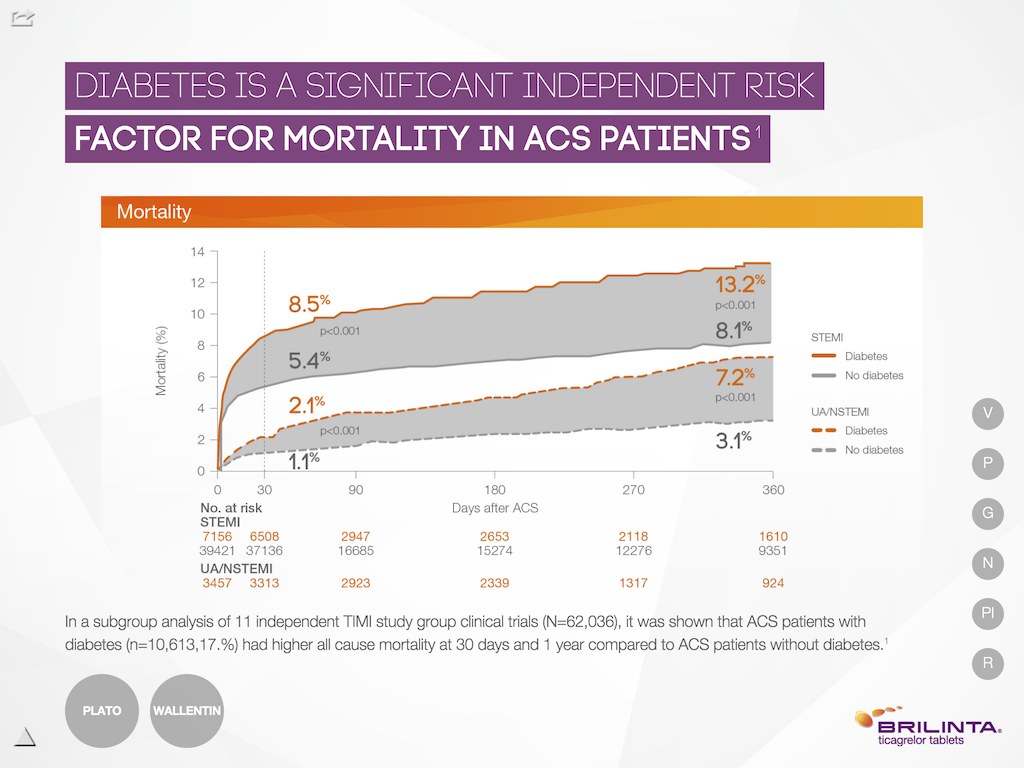 DIABETES IS A SIGNIFICANT INDEPENDENT RISK
FACTOR FOR MORTALITY IN ACS PATIENTS 1
Mortality
Mortality (%)
14
12
10
8
6
4
2
0
8.5%
p<0.001
5.4%
2.1%
p<0.001
1.1%
13.2%
p<0.001
8.1%
7.2%
p<0.001
3.1%
STEMI
Diabetes
No diabetes
UA/NSTEMI
Diabetes
No diabetes
0 30 90 180 270 360
Days after ACS
No. at risk
STEMI
7156 6508 2947 2653 2118 1610
39421 37136 16685 15274 12276 9351
UA/NSTEMI
3457 3313 2923 2339 1317 924
In a subgroup analysis of 11 independent TIMI study group clinical trials (N=62,036), it was shown that ACS patients with
diabetes (n=10,613,17.%) had higher all cause mortality at 30 days and 1 year compared to ACS patients without diabetes.1
V
P
G
N
PI
R
PLATO
WALLENTIN
BRILINTA®
ticagrelor tablets